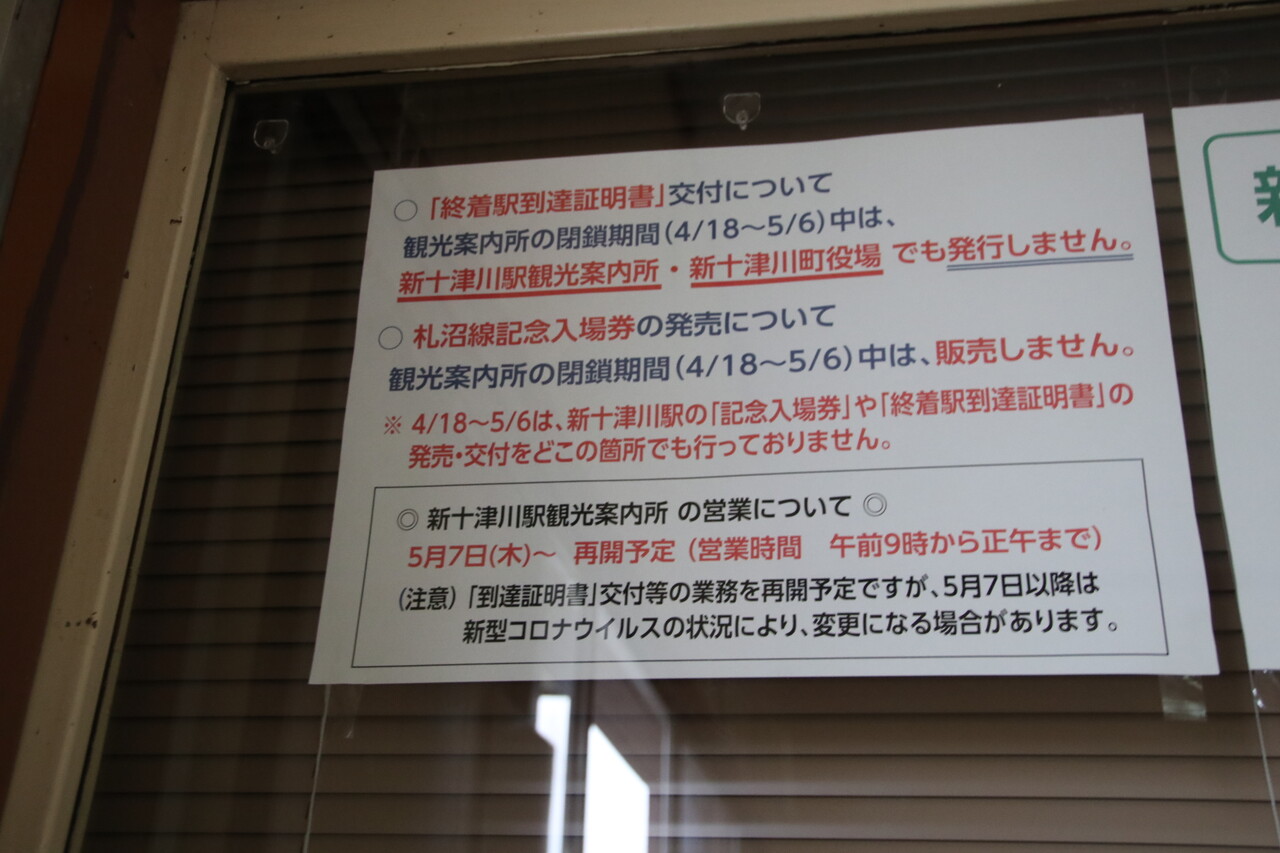 ○「終着駅到達証明書」交付について
観光案内所の閉鎖期間(4/18～5/6)中は、
新十津川駅観光案内所・新十津川町役場 でも発行しません。
○ 札沼線記念入場券の発売について
観光案内所の閉鎖期間(4/18～5/6)中は、販売しません。
※ 4/18～5/6は、新十津川駅の「記念入場券」や「終着駅到達証明書」の
発売・交付をどこの箇所でも行っておりません。
◎ 新十津川駅観光案内所 の営業について ◎
5月7日(木)～ 再開予定 (営業時間 午前9時から正午まで)
(注意)「到達証明書」交付等の業務を再開予定ですが、5月7日以降は
新型コロナウイルスの状況により、変更になる場合があります。